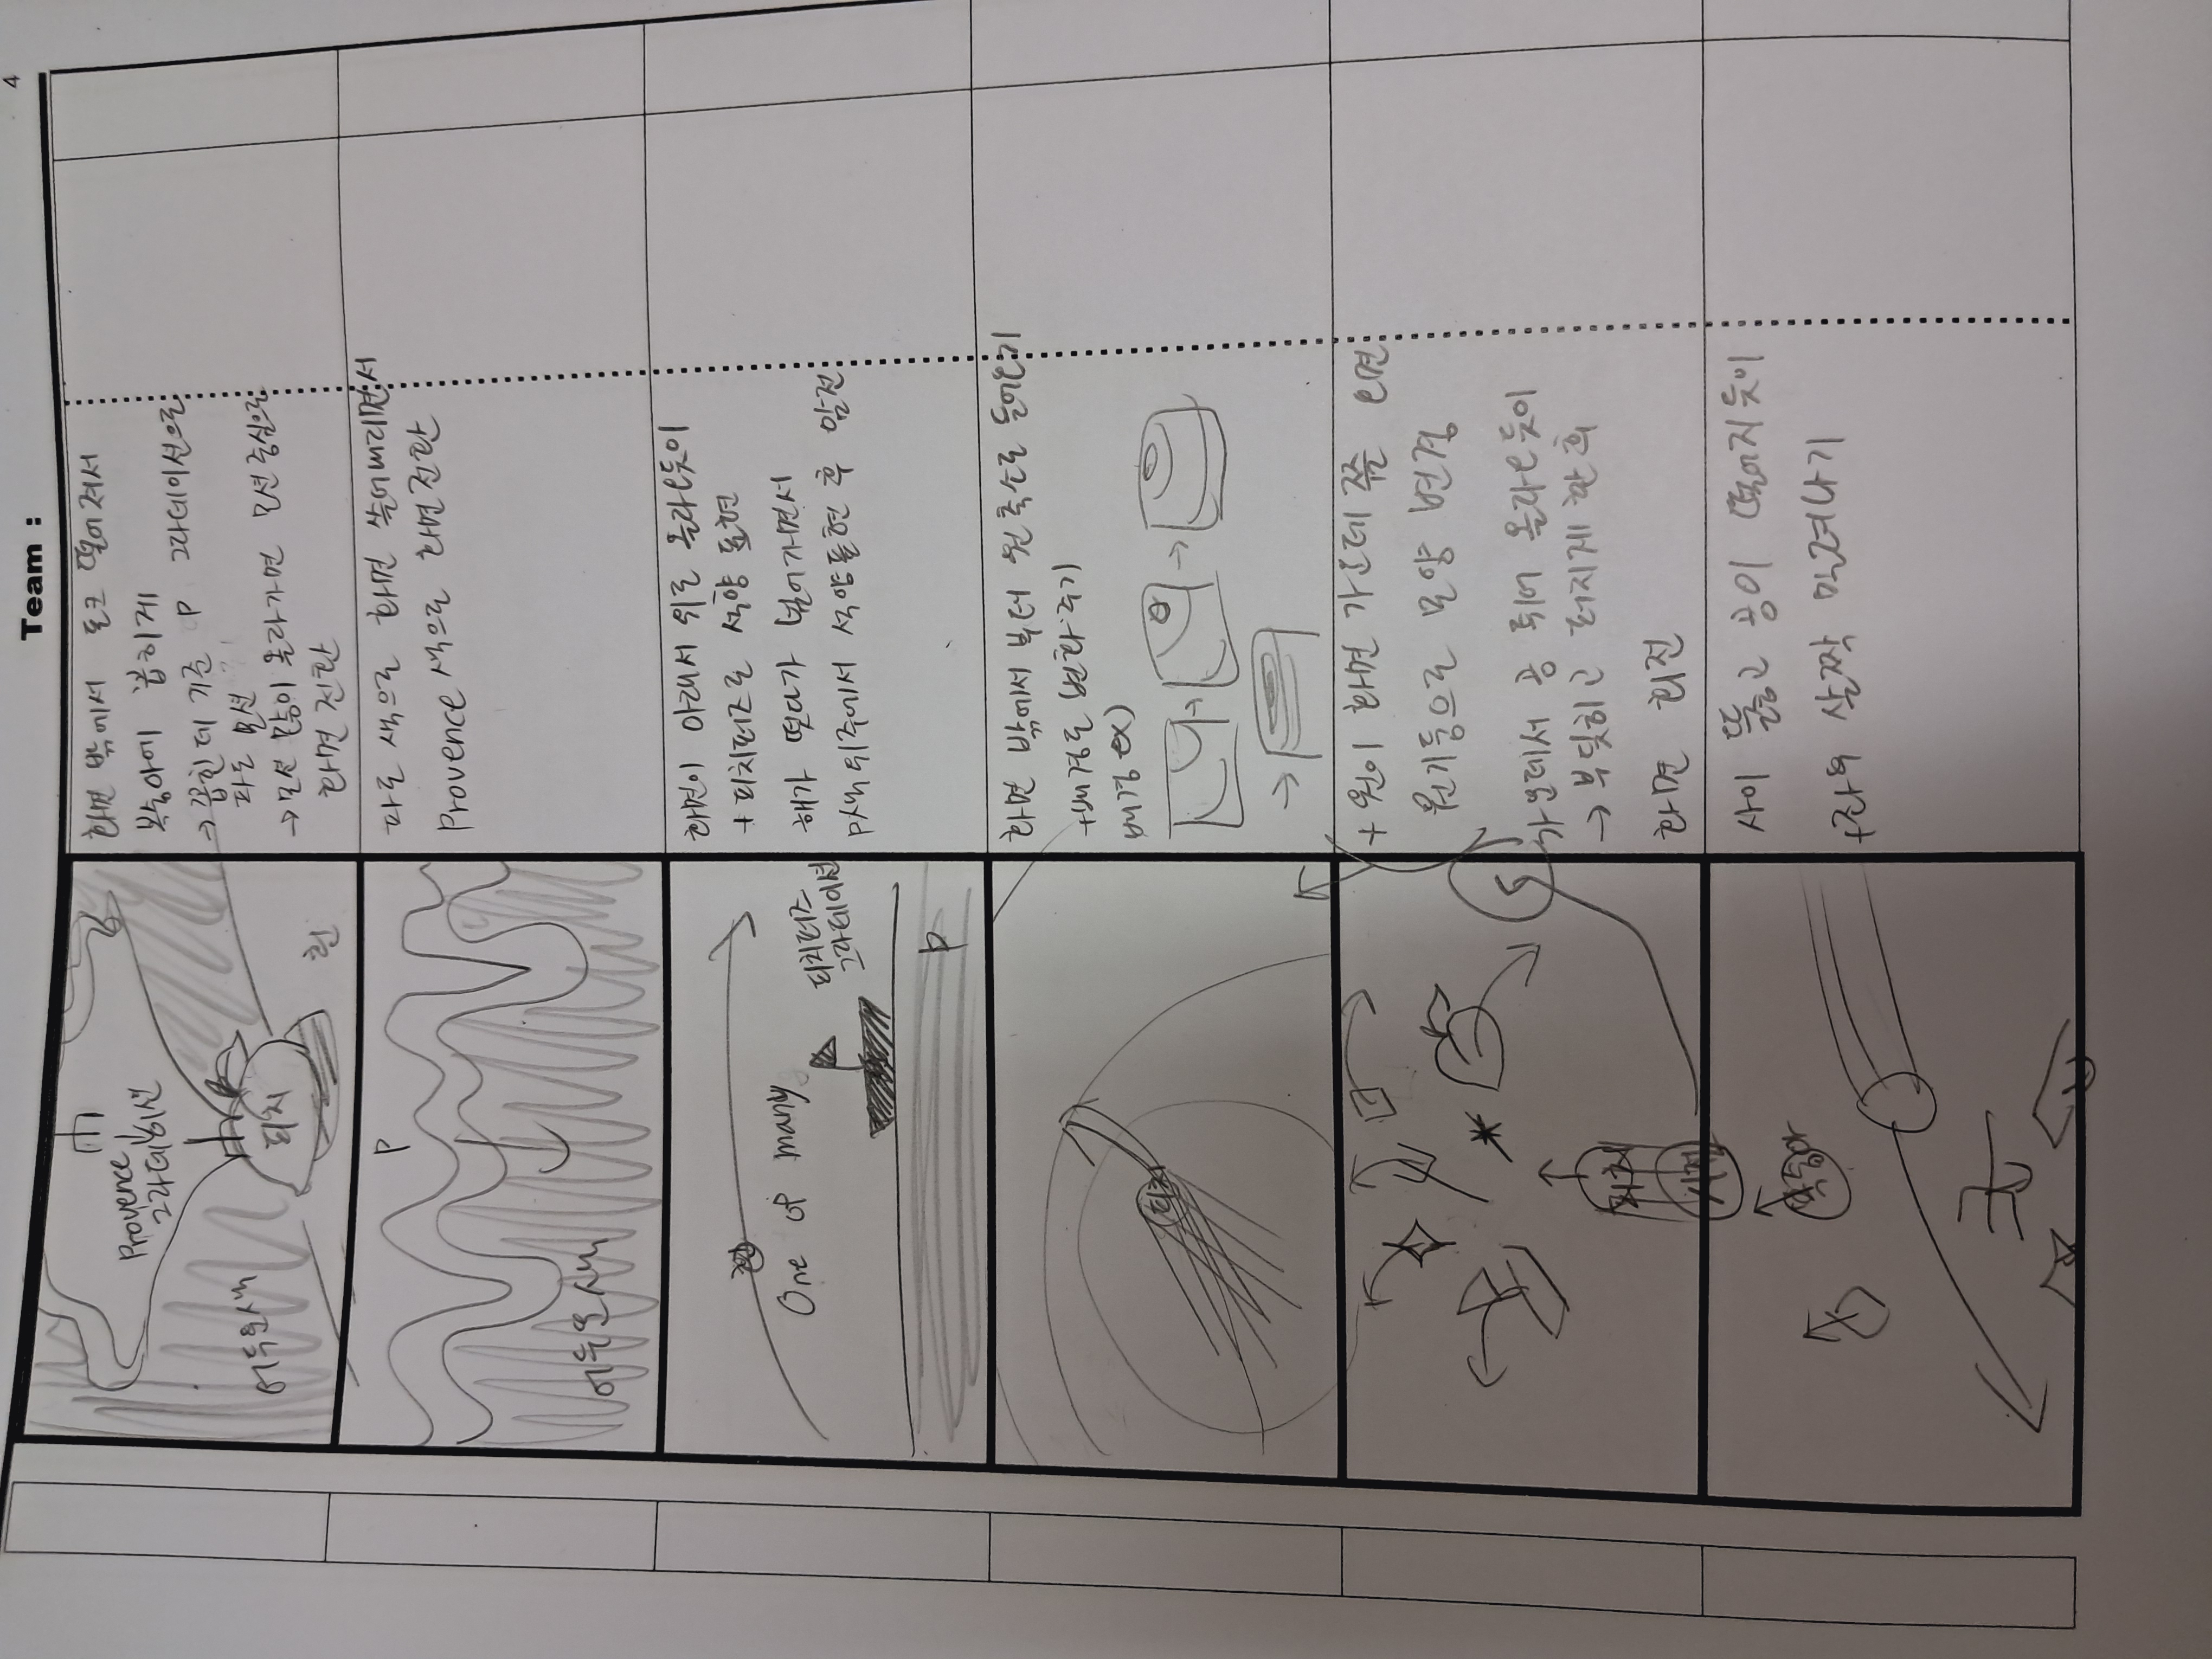 4
Team :
Provence
그라데이션
어두운색
피치
흰
화면 밖에서 포크 떨어져서
복숭아에 꼽히게
→ 꼽힌데 기준 P 그라데이션으로
파도 모션
→ 모션 많이 올라가면 모션중심으로
화면 전환
P
어두운색
파도 색으로 화면 쓸어내리면서
Provence 색으로 화면전환
One of many
피치퍼즈
그라데이션
P
화면이 아래서 위로 올라오듯이
+ 피치퍼즈로 석양 표현
해가 떳다가 넘어가면서
P색 위주에서 석양표현 후 암전
피치
화면 밖에서 부터 원 축소로 들어오기
+배경도 변화주기
배경 ex)
피치
시점
+ 원이 화면 가운데 쯤 오면
원기둥으로 모양 변경
가운데서 공 튀어 올라오듯이
→ 부딪히고 터지게 한 후
화면 회전
복숭아
사이 뚫고 공이 떨어지듯이
+좌우 살짝 밀려나기